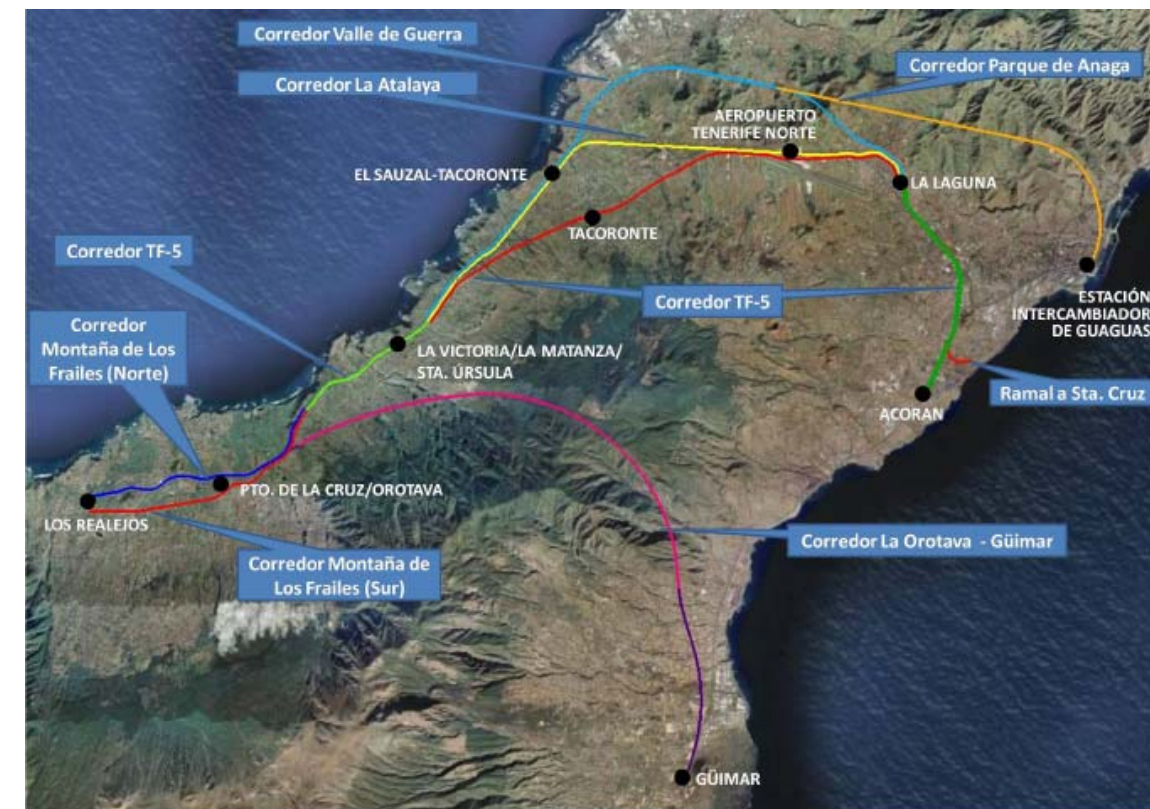 Corredor Valle de Guerra
Corredor La Atalaya
Corredor Parque de Anaga
AEROPUERTO
TENERIFE NORTE
EL SAUZAL-TACORONTE
LA LAGUNA
TACORONTE
Corredor TF-5
Corredor TF-5
ESTACIÓN
INTERCAMBIADOR
DE GUAGUAS
Corredor
Montaña de Los
Frailes (Norte)
LA VICTORIA/LA MATANZA/
STA. ÚRSULA
Ramal a Sta. Cruz
ACORAN
PTO. DE LA CRUZ/OROTAVA
LOS REALEJOS
Corredor La Orotava - Güimar
Corredor Montaña de
Los Frailes (Sur)
GÜIMAR